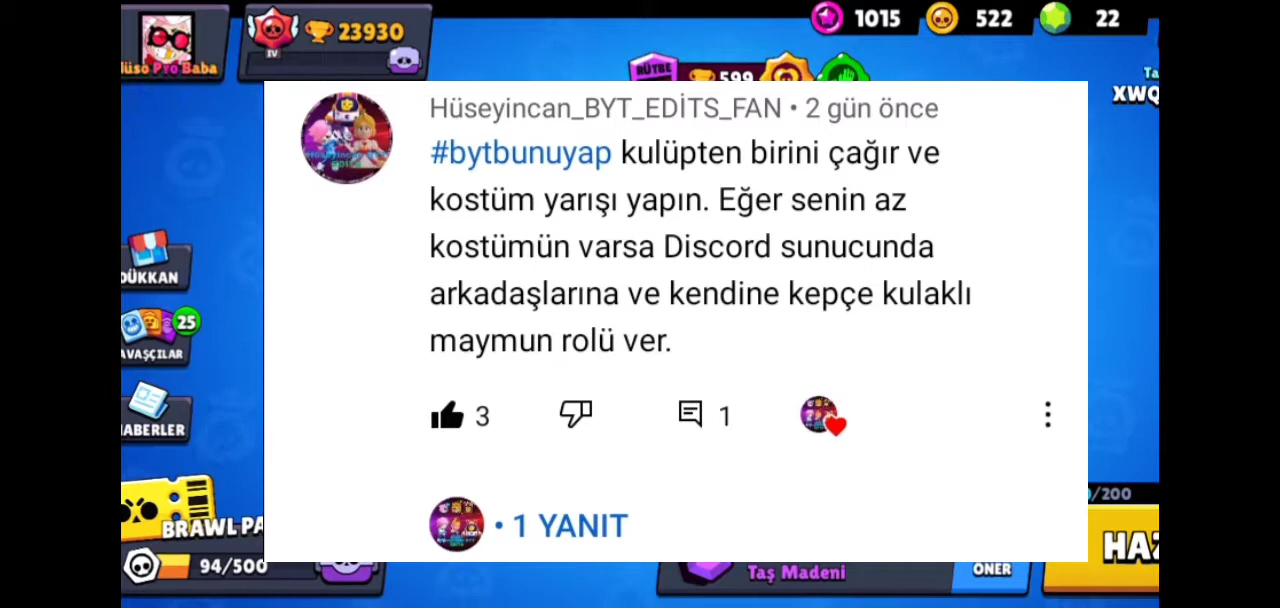 Hüso Pro Baba
IV
23930
1015
522
22
RÜTBE
599
XWQ
Hüseyincan_BYT_EDİTS_FAN • 2 gün önce
#bytbunuyap kulüpten birini çağır ve
kostüm yarışı yapın. Eğer senin az
kostümün varsa Discord sunucunda
arkadaşlarına ve kendine kepçe kulaklı
maymun rolü ver.
3
1
• 1 YANIT
DÜKKAN
25
AVAŞÇILAR
HABERLER
BRAWL PA
94/500
Taş Madeni
ÖNER
/200
HAZ